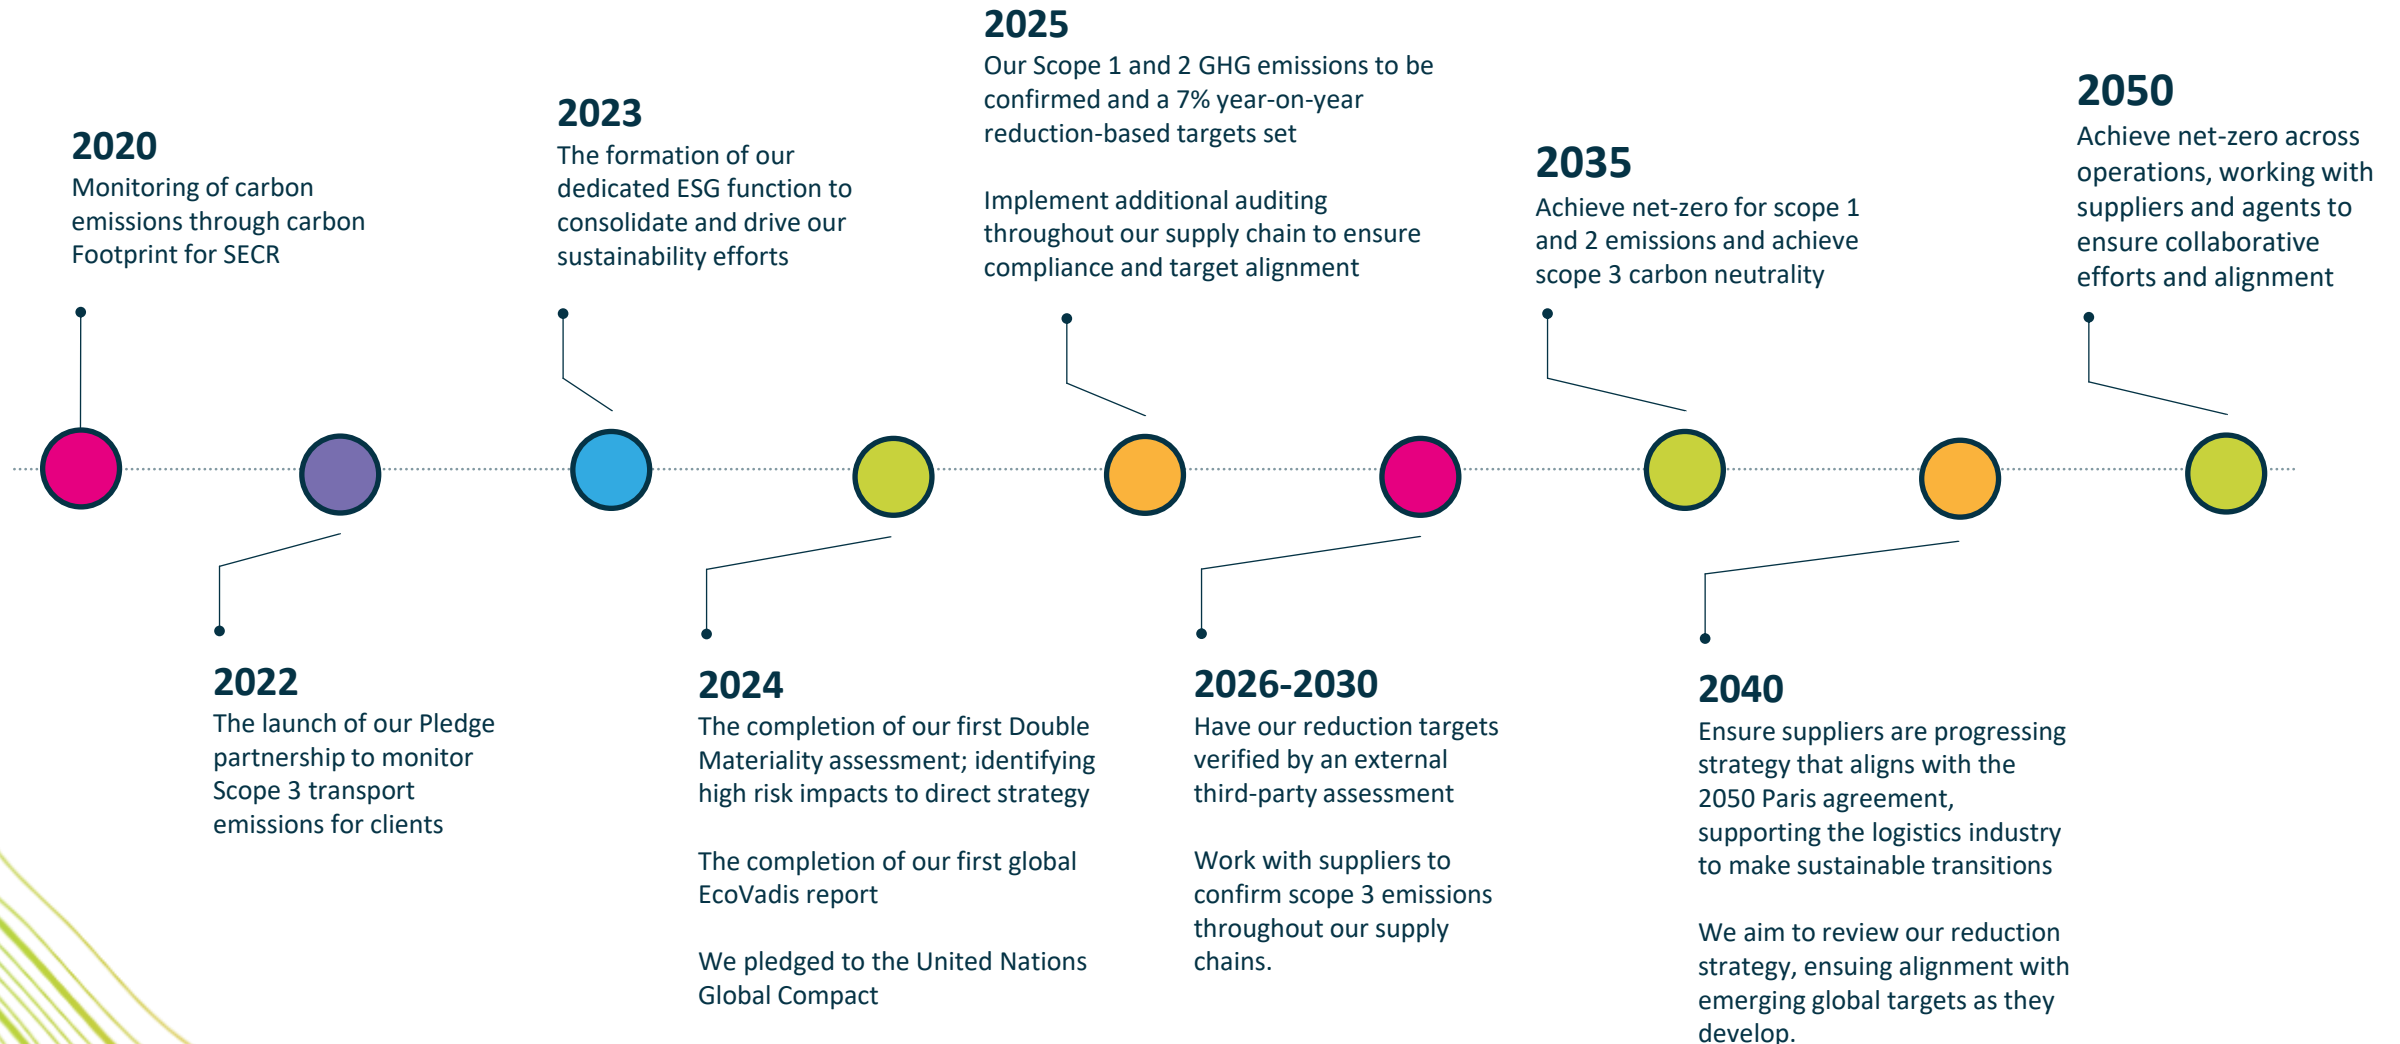 2020
Monitoring of carbon
emissions through carbon
Footprint for SECR
2022
The launch of our Pledge
partnership to monitor
Scope 3 transport
emissions for clients
2023
The formation of our
dedicated ESG function to
consolidate and drive our
sustainability efforts
2024
The completion of our first Double
Materiality assessment; identifying
high risk impacts to direct strategy
The completion of our first global
EcoVadis report
We pledged to the United Nations
Global Compact
2025
Our Scope 1 and 2 GHG emissions to be
confirmed and a 7% year-on-year
reduction-based targets set
Implement additional auditing
throughout our supply chain to ensure
compliance and target alignment
2026-2030
Have our reduction targets
verified by an external
third-party assessment
Work with suppliers to
confirm scope 3 emissions
throughout our supply
chains.
2035
Achieve net-zero for scope 1
and 2 emissions and achieve
scope 3 carbon neutrality
2040
Ensure suppliers are progressing
strategy that aligns with the
2050 Paris agreement,
supporting the logistics industry
to make sustainable transitions
We aim to review our reduction
strategy, ensuing alignment with
emerging global targets as they
develop.
2050
Achieve net-zero across
operations, working with
suppliers and agents to
ensure collaborative
efforts and alignment